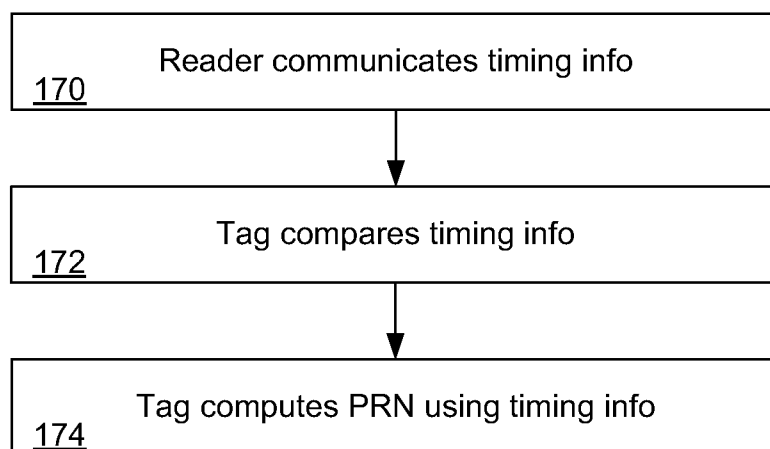 Reader communicates timing info
170
Tag compares timing info
172
Tag computes PRN using timing info
174